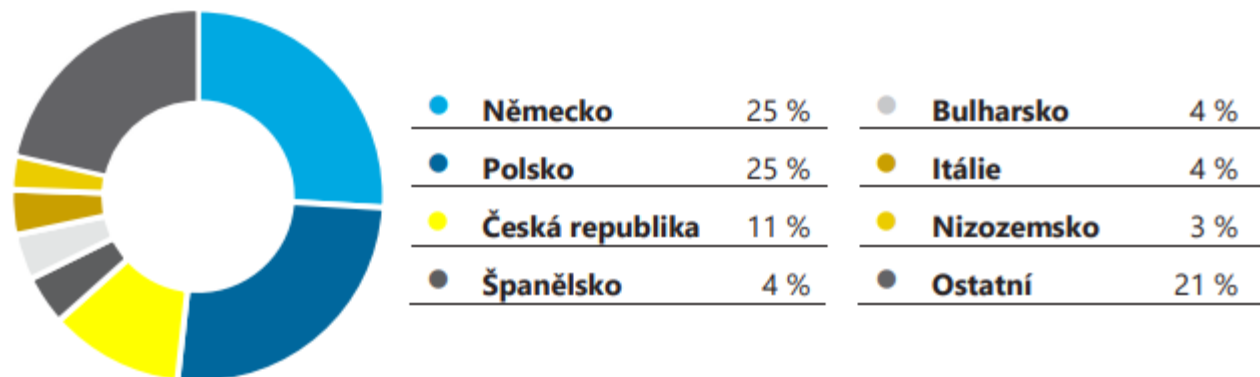 Německo 25 %
Polsko 25 %
Česká republika 11 %
Španělsko 4 %
Bulharsko 4 %
Itálie 4 %
Nizozemsko 3 %
Ostatní 21 %